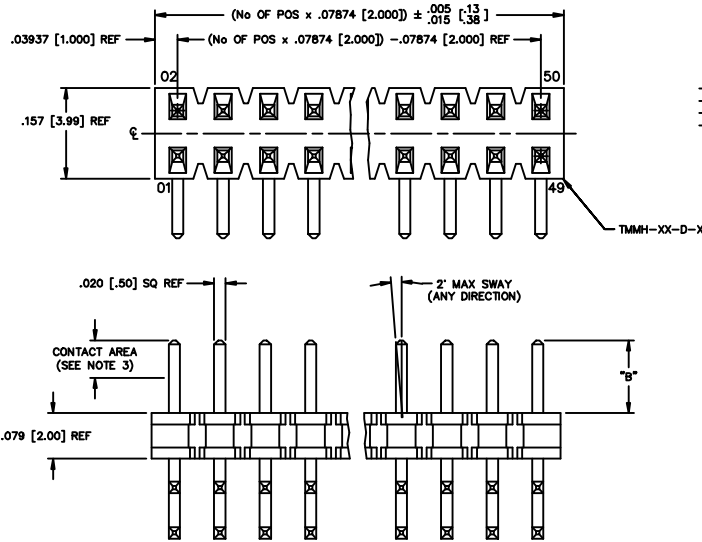 (No OF POS x .07874 [2.000]) ± .005 [.13
.015 .38]
.03937 [1.000] REF
(No OF POS x .07874 [2.000]) -.07874 [2.000] REF
02
50
.157 [3.99] REF
℄
01
49
TMMH-XX-D-X
.020 [.50] SQ REF
2' MAX SWAY
(ANY DIRECTION)
CONTACT AREA
(SEE NOTE 3)
"B"
.079 [2.00] REF